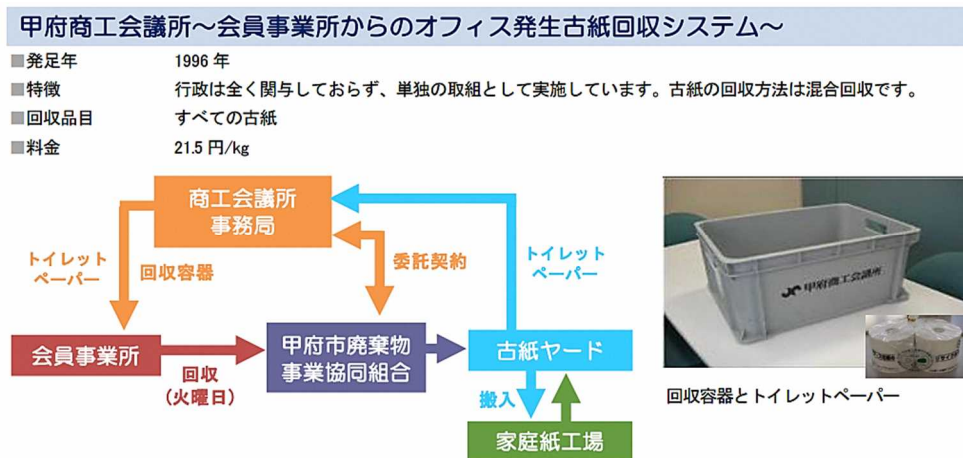 甲府商工会議所～会員事業所からのオフィス発生古紙回収システム～
■発足年 1996 年
■特徴 行政は全く関与しておらず、単独の取組として実施しています。古紙の回収方法は混合回収です。
■回収品目 すべての古紙
■料金 21.5 円/kg
商工会議所
事務局
トイレット
ペーパー
回収容器
委託契約
トイレット
ペーパー
会員事業所
回収
(火曜日)
甲府市廃棄物
事業協同組合
古紙ヤード
搬入
家庭紙工場
甲府商工会議所
回収容器とトイレットペーパー